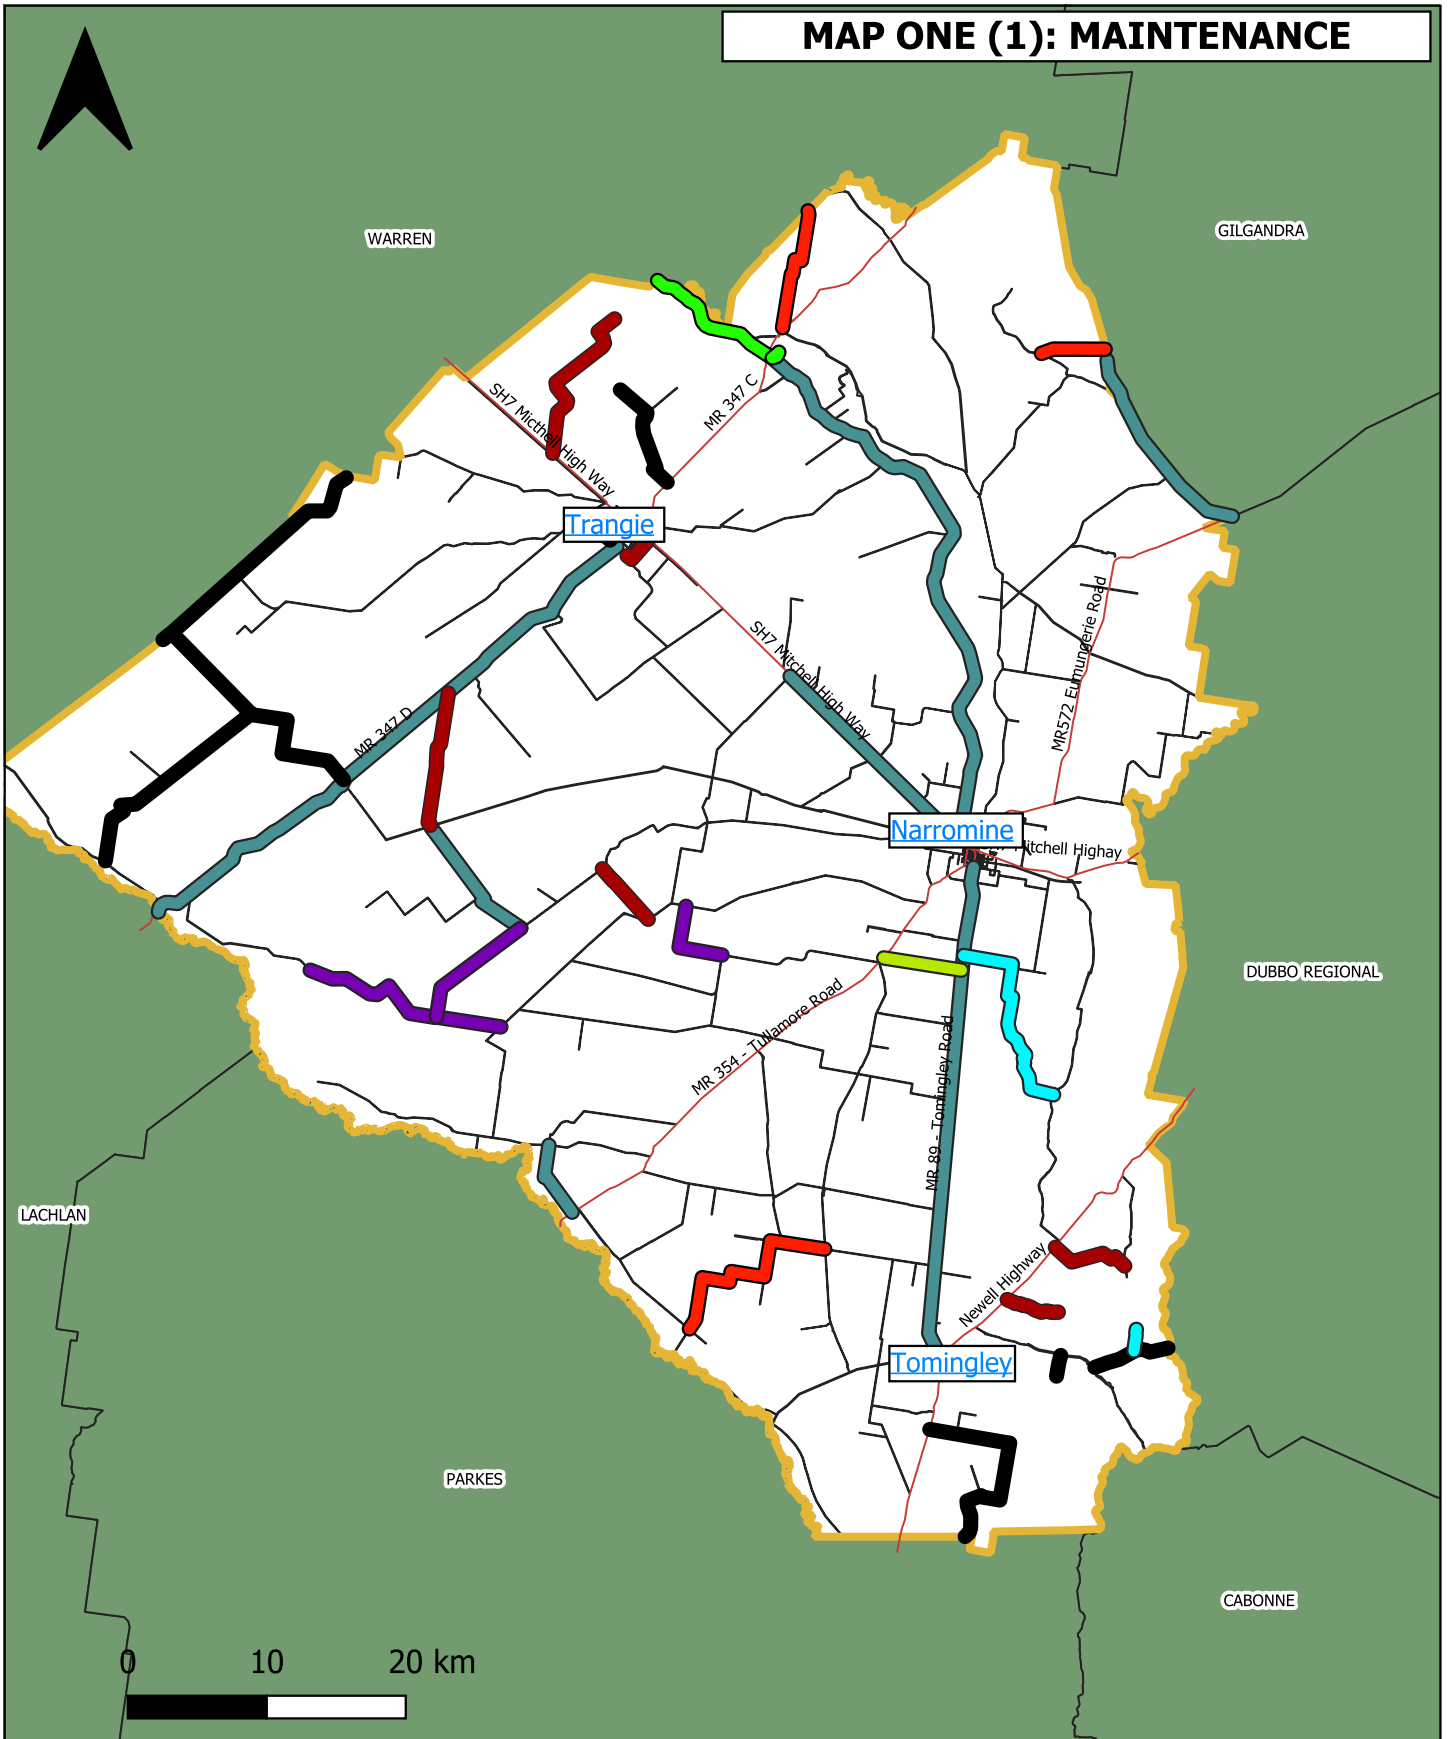 MAP ONE (1): MAINTENANCE
WARREN
GILGANDRA
SH7 Micthell High Way
MR 347 C
Trangie
SH7 Mitchell High Way
MR572 Eumungerie Road
MR 347 D
Narromine
Mitchell Highay
DUBBO REGIONAL
MR 354 - Tullamore Road
MR 89 - Tomingley Road
LACHLAN
Newell Highway
Tomingley
PARKES
CABONNE
0 10 20 km